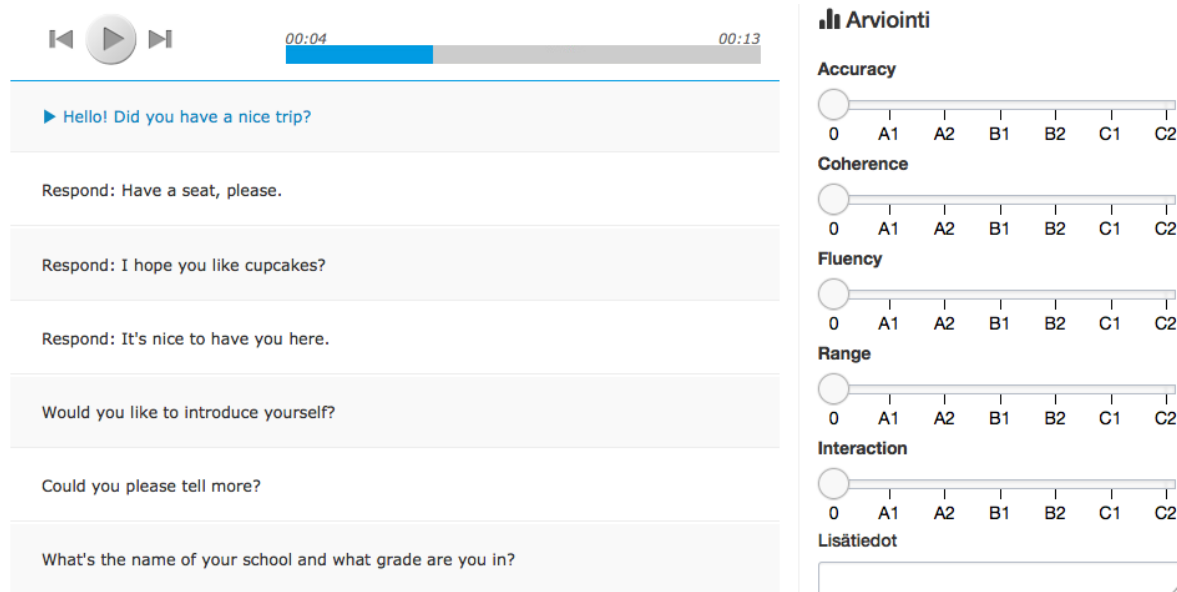 00:04 00:13
Hello! Did you have a nice trip?
Respond: Have a seat, please.
Respond: I hope you like cupcakes?
Respond: It's nice to have you here.
Would you like to introduce yourself?
Could you please tell more?
What's the name of your school and what grade are you in?
Arviointi
Accuracy
0 A1 A2 B1 B2 C1 C2
Coherence
0 A1 A2 B1 B2 C1 C2
Fluency
0 A1 A2 B1 B2 C1 C2
Range
0 A1 A2 B1 B2 C1 C2
Interaction
0 A1 A2 B1 B2 C1 C2
Lisätiedot